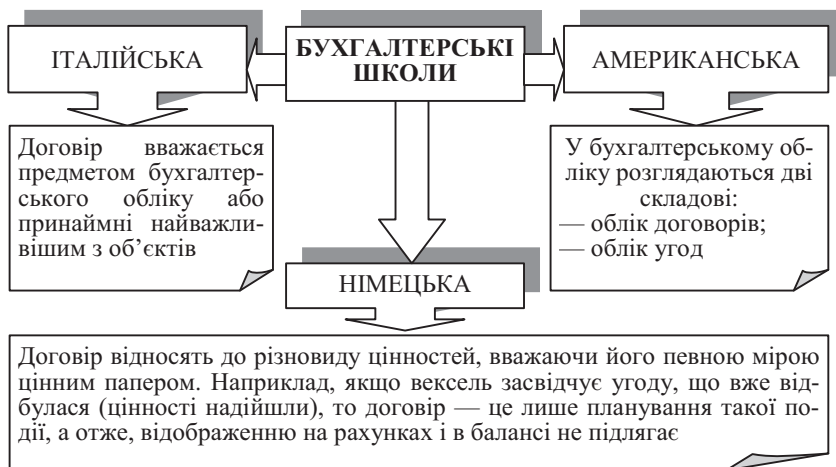 БУХГАЛТЕРСЬКІ
ШКОЛИ
ІТАЛІЙСЬКА
Договір вважається
предметом бухгалтер-
ського обліку або
принаймні найважли-
вішим з об’єктів
АМЕРИКАНСЬКА
У бухгалтерському об-
ліку розглядаються дві
складові:
— облік договорів;
— облік угод
НІМЕЦЬКА
Договір відносять до різновиду цінностей, вважаючи його певною мірою
цінним папером. Наприклад, якщо вексель засвідчує угоду, що вже від-
булася (цінності надійшли), то договір — це лише планування такої по-
дії, а отже, відображенню на рахунках і в балансі не підлягає